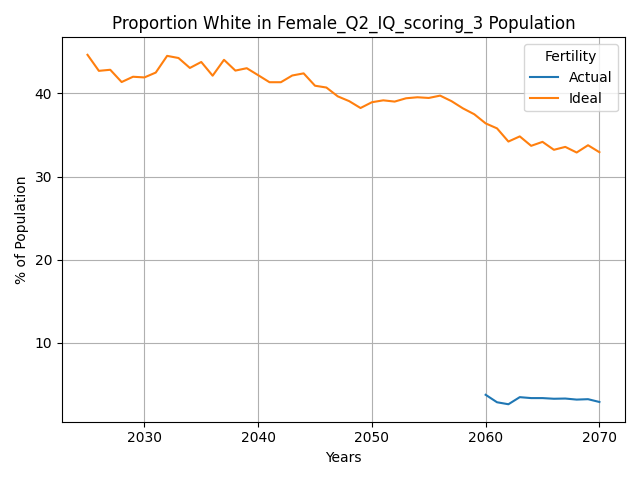 Proportion White in Female_Q2_IQ_scoring_3 Population
Fertility
Actual
Ideal
% of Population
40
30
20
10
2030
2040
2050
2060
2070
Years